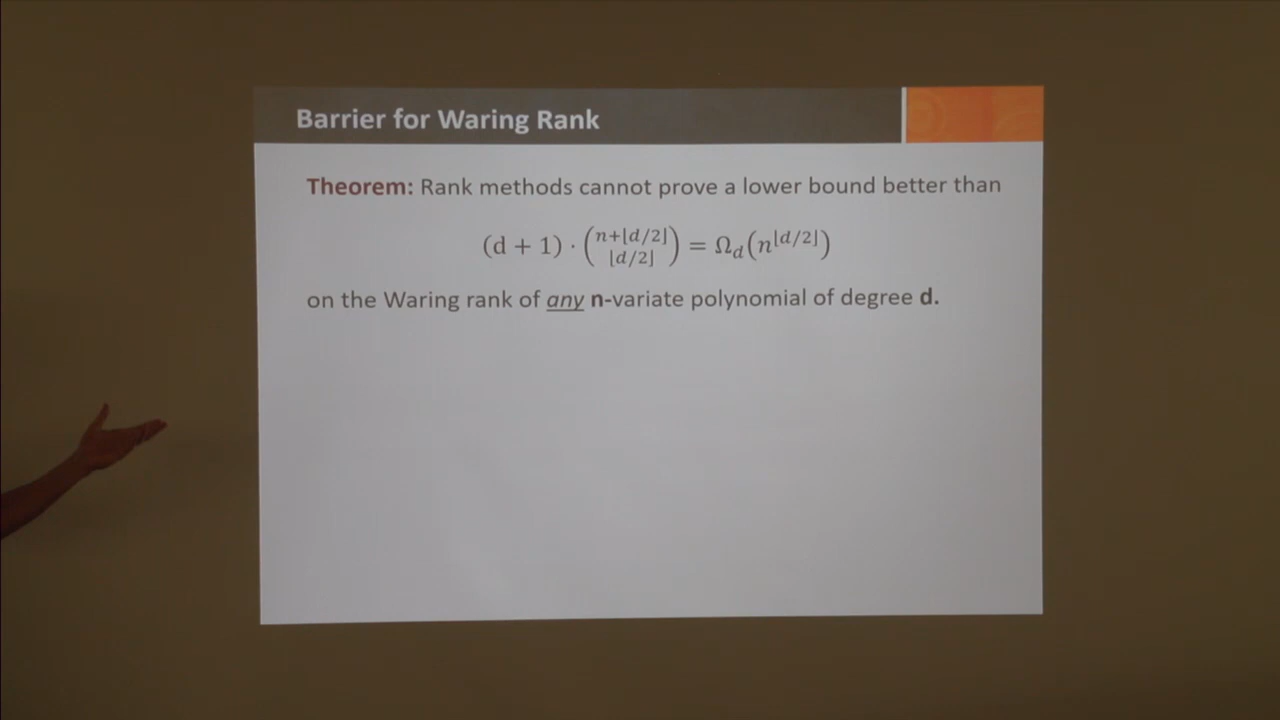 Barrier for Waring Rank
Theorem: Rank methods cannot prove a lower bound better than
(d + 1) · (n+⌊d/2⌋ ⌊d/2⌋) = Ω_d(n^⌊d/2⌋)
on the Waring rank of any n-variate polynomial of degree d.